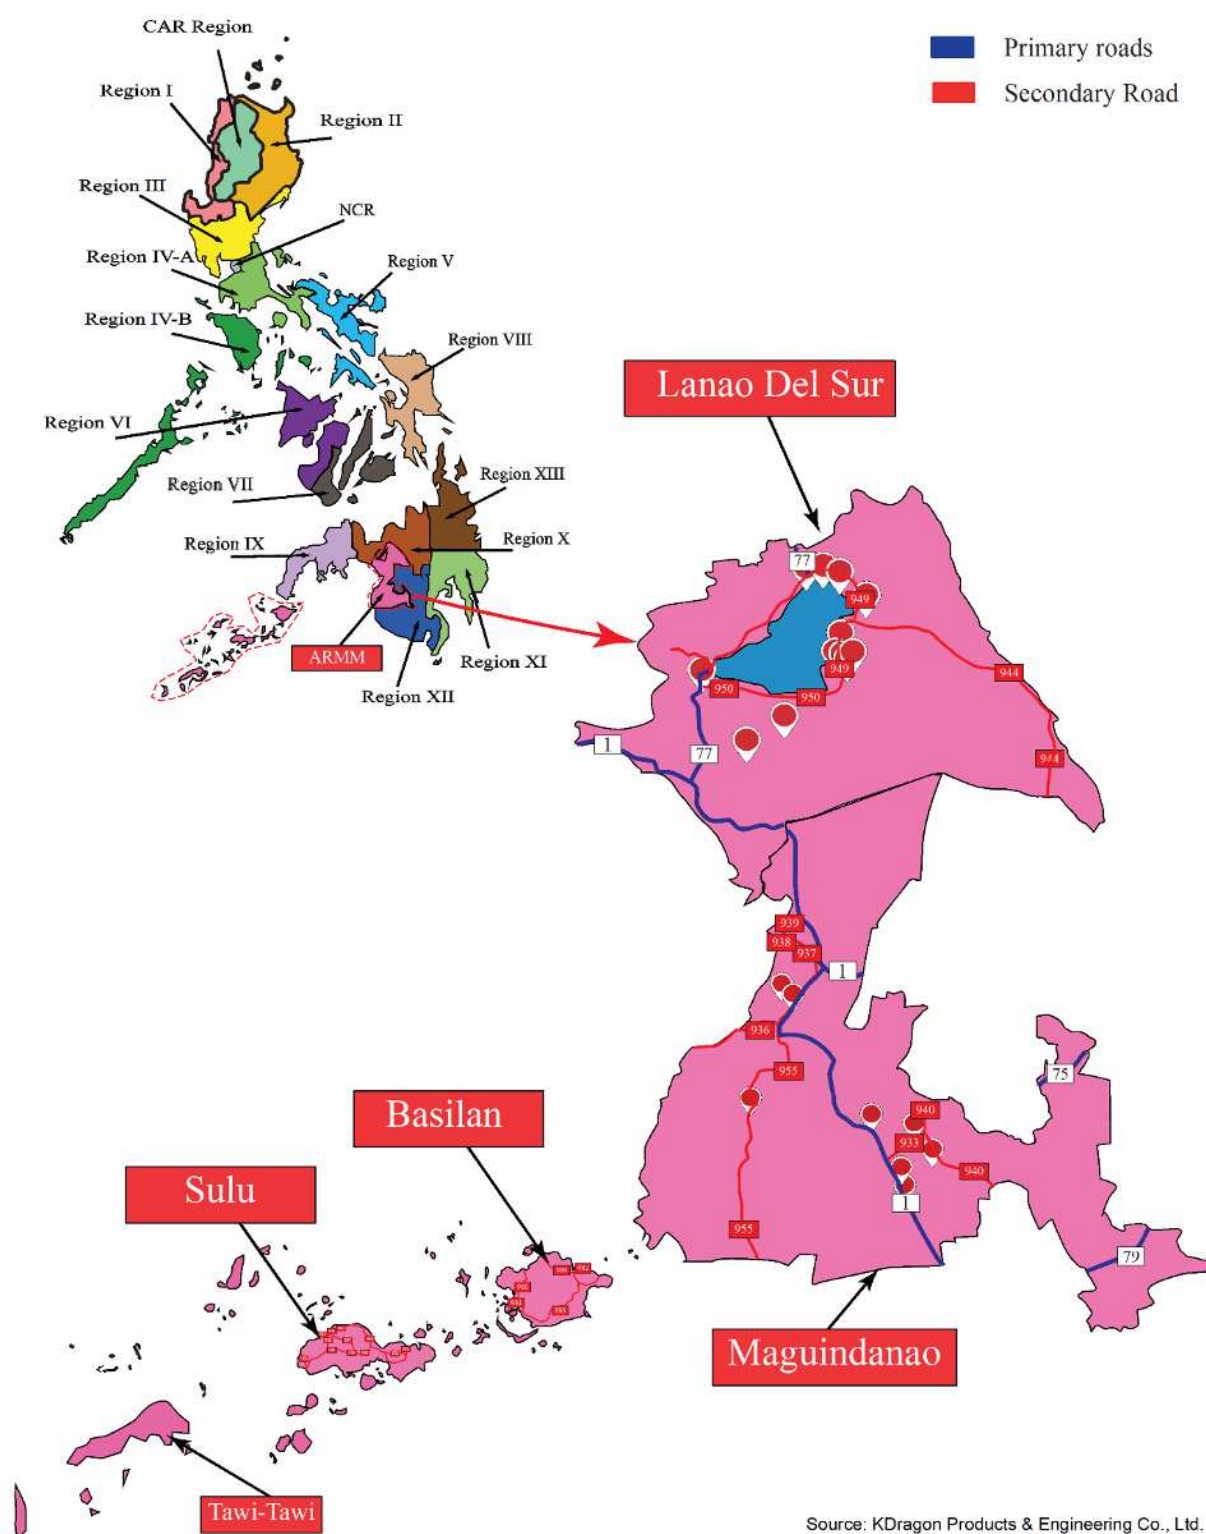 CAR Region
Primary roads
Region I
Secondary Road
Region II
Region III
NCR
Region IV-A
Region V
Region IV-B
Region VIII
Lanao Del Sur
Region VI
Region XIII
Region VII
Region IX
Region X
77
949
ARMM
Region XI
949
944
Region XII
950
950
1
77
944
939
938
937
1
936
955
75
Basilan
940
933
940
Sulu
1
955
79
Maguindanao
Tawi-Tawi
Source: KDragon Products & Engineering Co., Ltd.